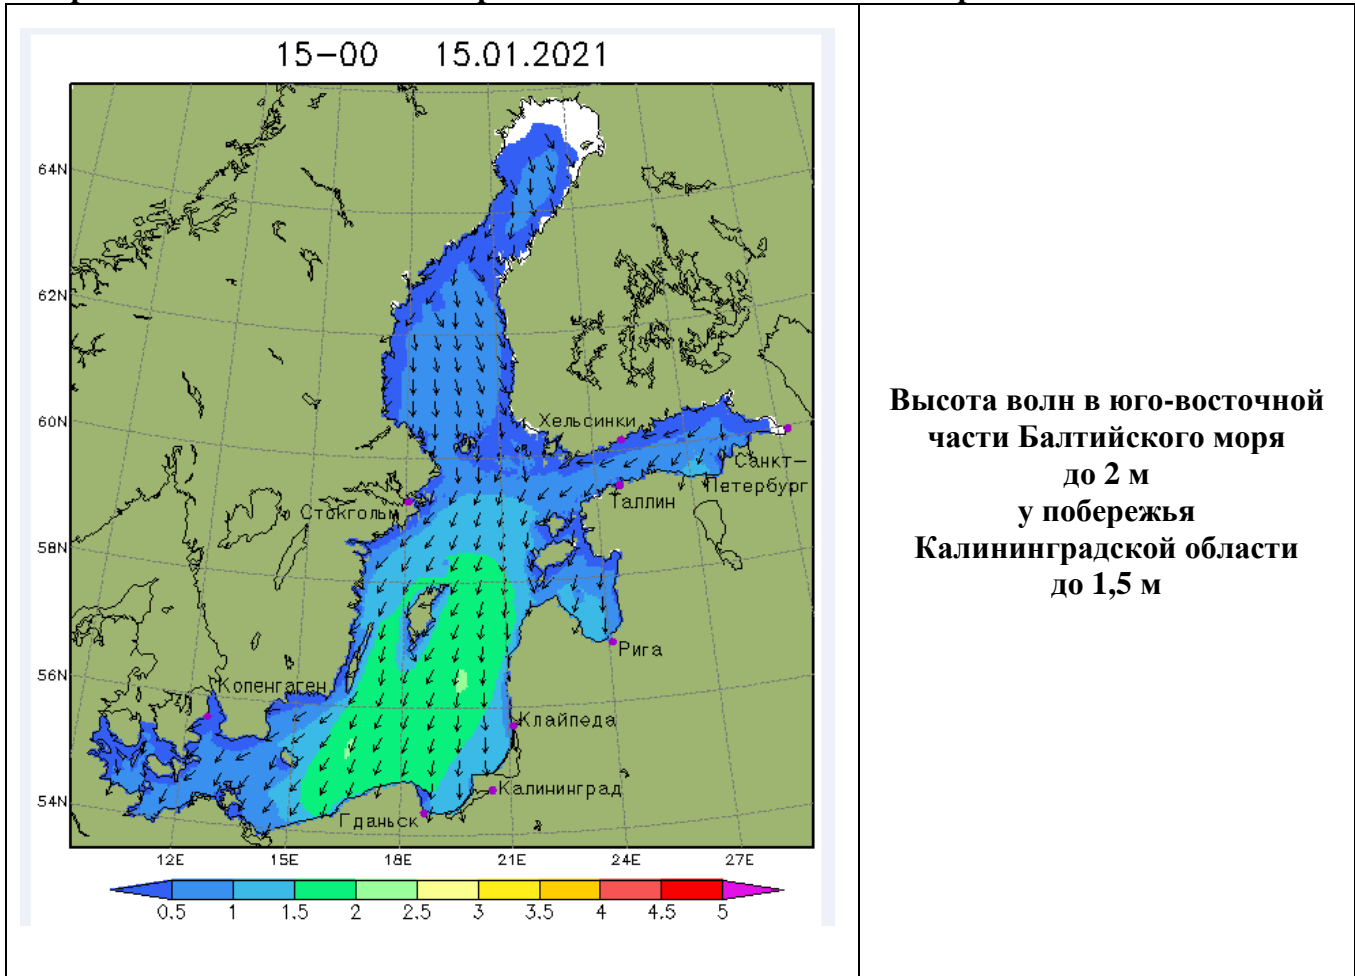 15-00 15.01.2021
64N
62N
60N
58N
56N
54N
Хельсинки
Санкт-
Петербург
Таллин
Стокгольм
Рига
Копенгаген
Клайпеда
Калининград
Гданьск
12E 15E 18E 21E 24E 27E
0.5 1 1.5 2 2.5 3 3.5 4 4.5 5
Высота волн в юго-восточной
части Балтийского моря
до 2 м
у побережья
Калининградской области
до 1,5 м